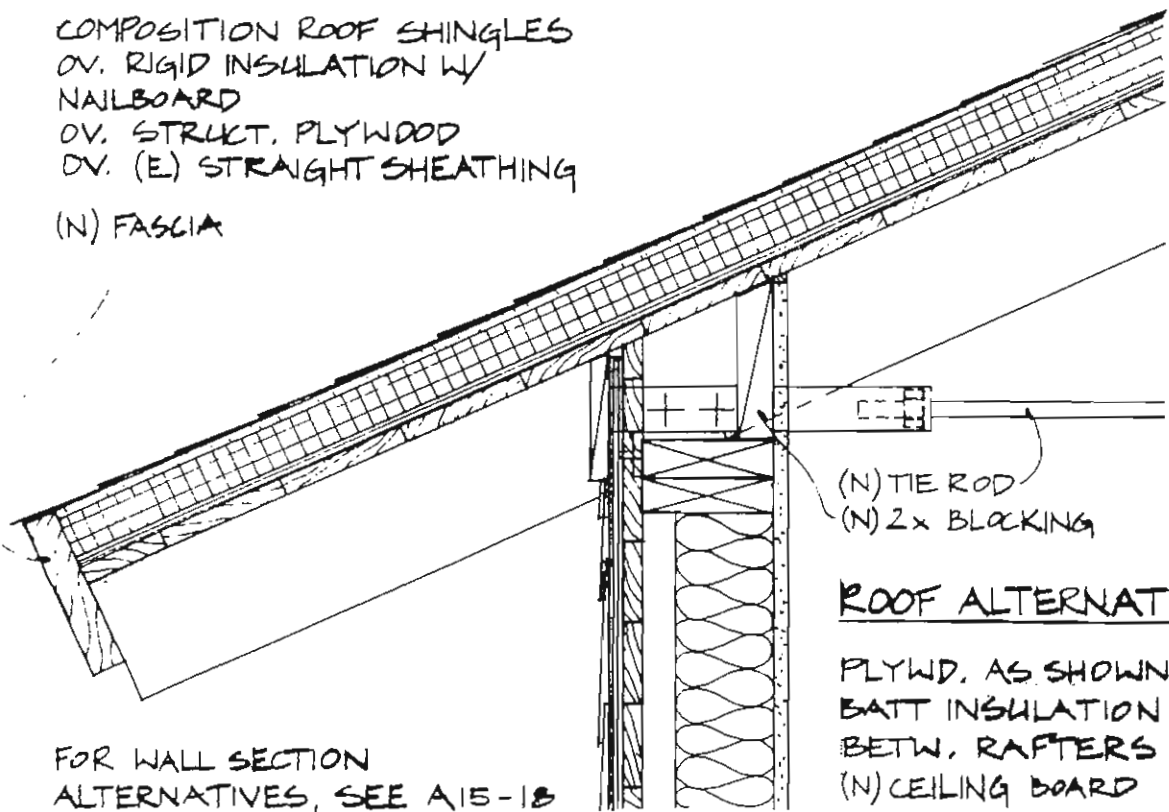 COMPOSITION ROOF SHINGLES
OV. RIGID INSULATION W/
NAILBOARD
OV. STRUCT. PLYWOOD
OV. (E) STRAIGHT SHEATHING
(N) FASCIA
(N) TIE ROD
(N) 2x BLOCKING
ROOF ALTERNAT
PLYWD. AS SHOWN
BATT INSULATION
BETW. RAFTERS
(N) CEILING BOARD
FOR WALL SECTION
ALTERNATIVES, SEE A15-18